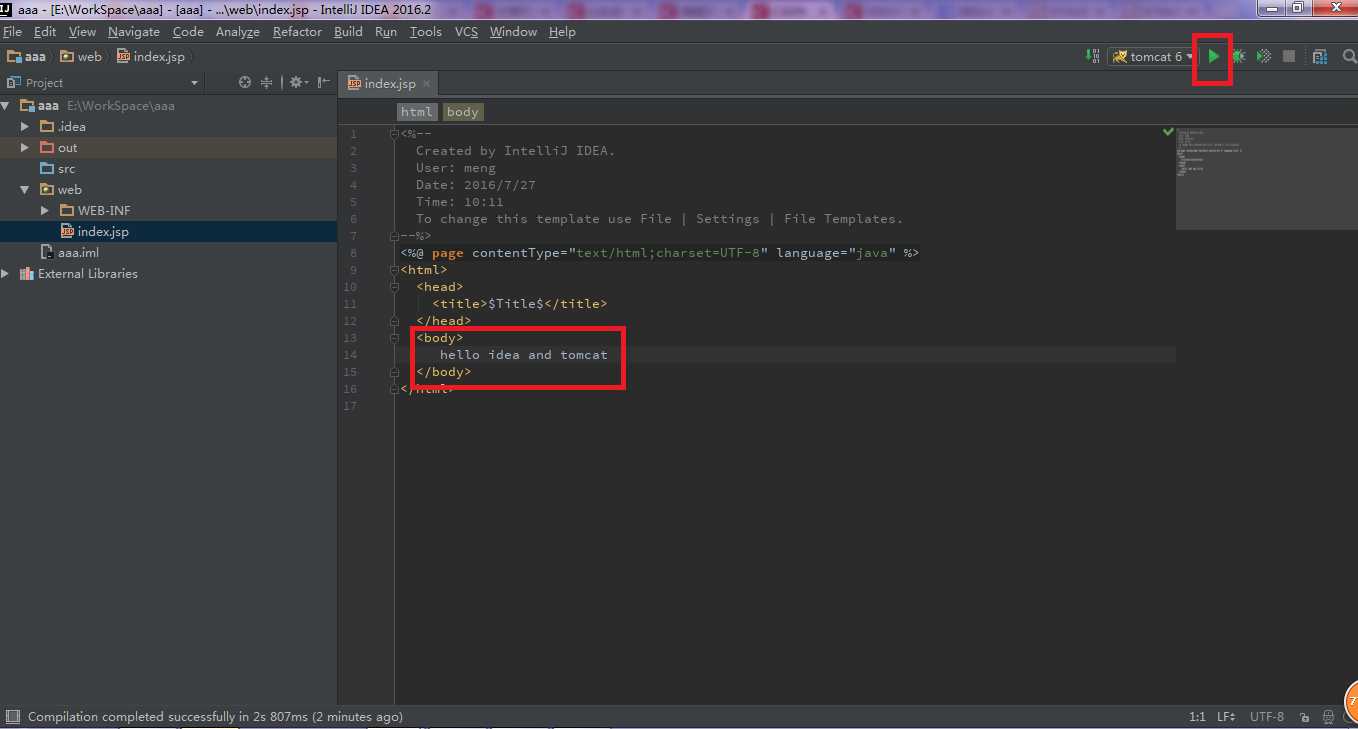 IJ aaa - [E:\WorkSpace\aaa] - [aaa] - ...\web\index.jsp - IntelliJ IDEA 2016.2
File Edit View Navigate Code Analyze Refactor Build Run Tools VCS Window Help
aaa web JSP index.jsp tomcat 6
Project
JSP index.jsp
aaa E:\WorkSpace\aaa
.idea
out
src
web
WEB-INF
JSP index.jsp
aaa.iml
External Libraries
html body
1 <%--
2 Created by IntelliJ IDEA.
3 User: meng
4 Date: 2016/7/27
5 Time: 10:11
6 To change this template use File | Settings | File Templates.
7 --%>
8 <%@ page contentType="text/html;charset=UTF-8" language="java" %>
9 <html>
10 <head>
11 <title>$Title$</title>
12 </head>
13 <body>
14 hello idea and tomcat
15 </body>
16 </html>
17
Compilation completed successfully in 2s 807ms (2 minutes ago) 1:1 LF UTF-8